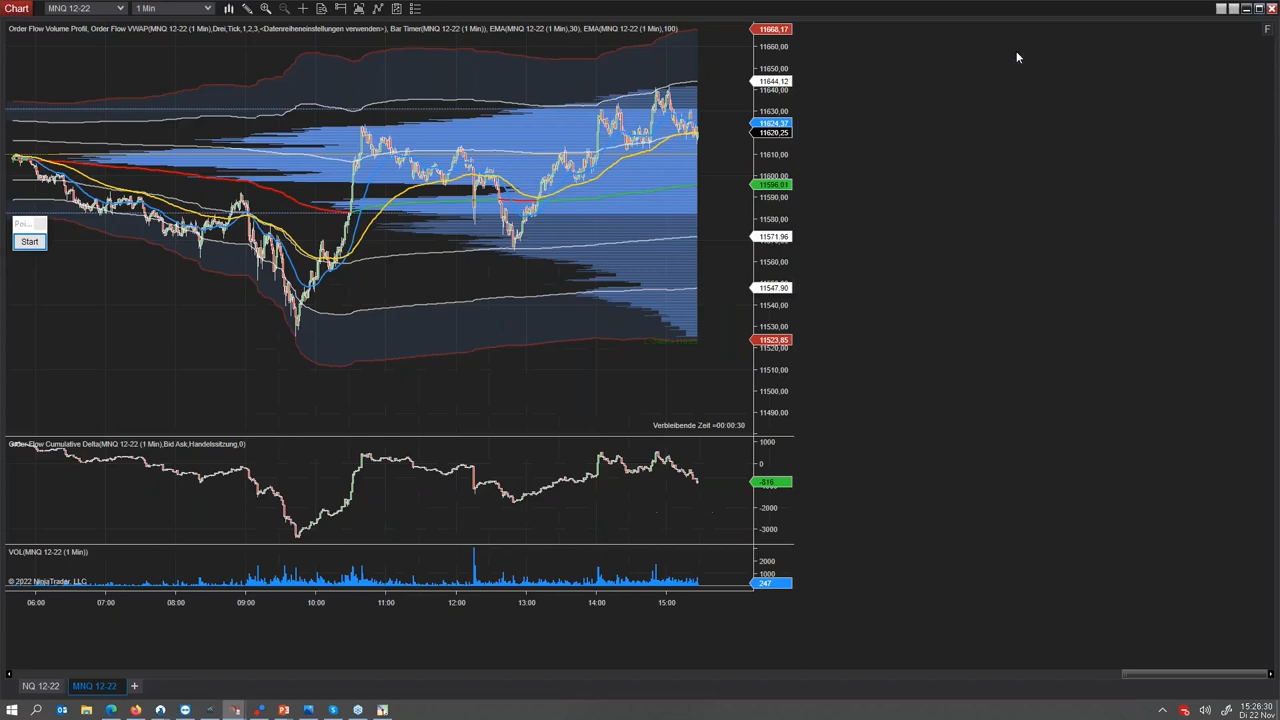 Chart MNQ 12-22 1 Min
Order Flow Volume Profil, Order Flow VWAP(MNQ 12-22 (1 Min),Drei,Tick,1,2,3,<Datenreiheneinstellungen verwenden>), Bar Timer(MNQ 12-22 (1 Min)), EMA(MNQ 12-22 (1 Min),30), EMA(MNQ 12-22 (1 Min),100)
F
11668,17
11660,00
11650,00
11644,12
11640,00
11630,00
11624,37
11620,25
11610,00
11600,00
11596,01
11590,00
11580,00
11571,96
11560,00
11547,90
11540,00
11530,00
11523,85
11520,00
11510,00
11500,00
11490,00
Poi...
Start
Verbleibende Zeit =00:00:30
Order Flow Cumulative Delta(MNQ 12-22 (1 Min),Bid Ask,Handelssitzung,0)
1000
0
-816
-2000
-3000
VOL(MNQ 12-22 (1 Min))
2000
1000
247
© 2022 NinjaTrader, LLC
06:00 07:00 08:00 09:00 10:00 11:00 12:00 13:00 14:00 15:00
NQ 12-22 MNQ 12-22 +
15:26:30
Di 22 Nov